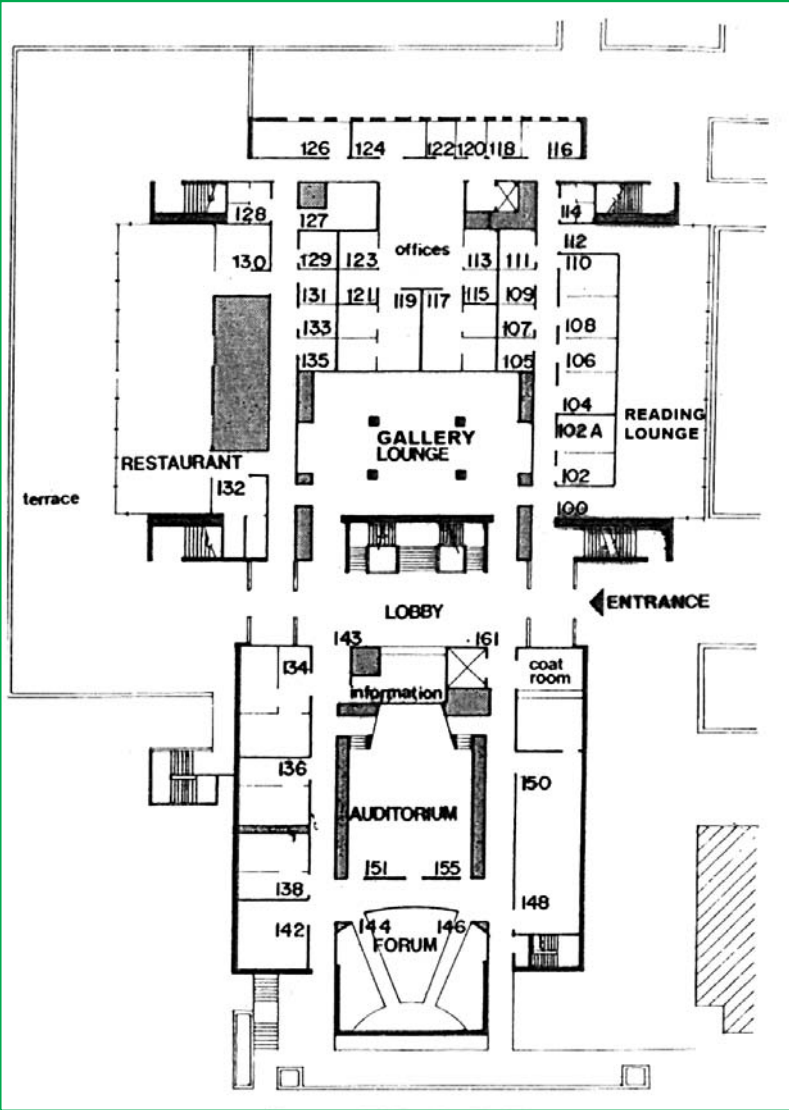 126 124 122 120 118 116
128 127 114
offices
112
130 129 123 113 111 110
131 121 119 117 115 109
133 107 108
135 105 106
104
READING
LOUNGE
GALLERY
LOUNGE
102A
RESTAURANT
132
102
terrace
100
LOBBY
ENTRANCE
143 161
134
coat
room
information
136
150
AUDITORIUM
151 155
138
148
142
144 146
FORUM